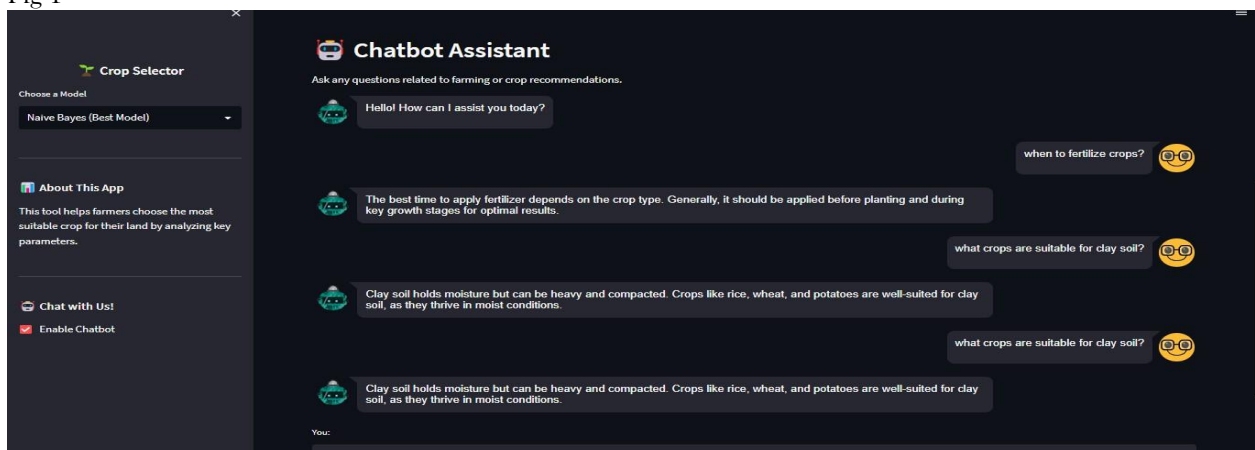 Fig 1
×
Crop Selector
Choose a Model
Naive Bayes (Best Model)
About This App
This tool helps farmers choose the most
suitable crop for their land by analyzing key
parameters.
Chat with Us!
Enable Chatbot
Chatbot Assistant
Ask any questions related to farming or crop recommendations.
Hello! How can I assist you today?
when to fertilize crops?
The best time to apply fertilizer depends on the crop type. Generally, it should be applied before planting and during
key growth stages for optimal results.
what crops are suitable for clay soil?
Clay soil holds moisture but can be heavy and compacted. Crops like rice, wheat, and potatoes are well-suited for clay
soil, as they thrive in moist conditions.
what crops are suitable for clay soil?
Clay soil holds moisture but can be heavy and compacted. Crops like rice, wheat, and potatoes are well-suited for clay
soil, as they thrive in moist conditions.
You: